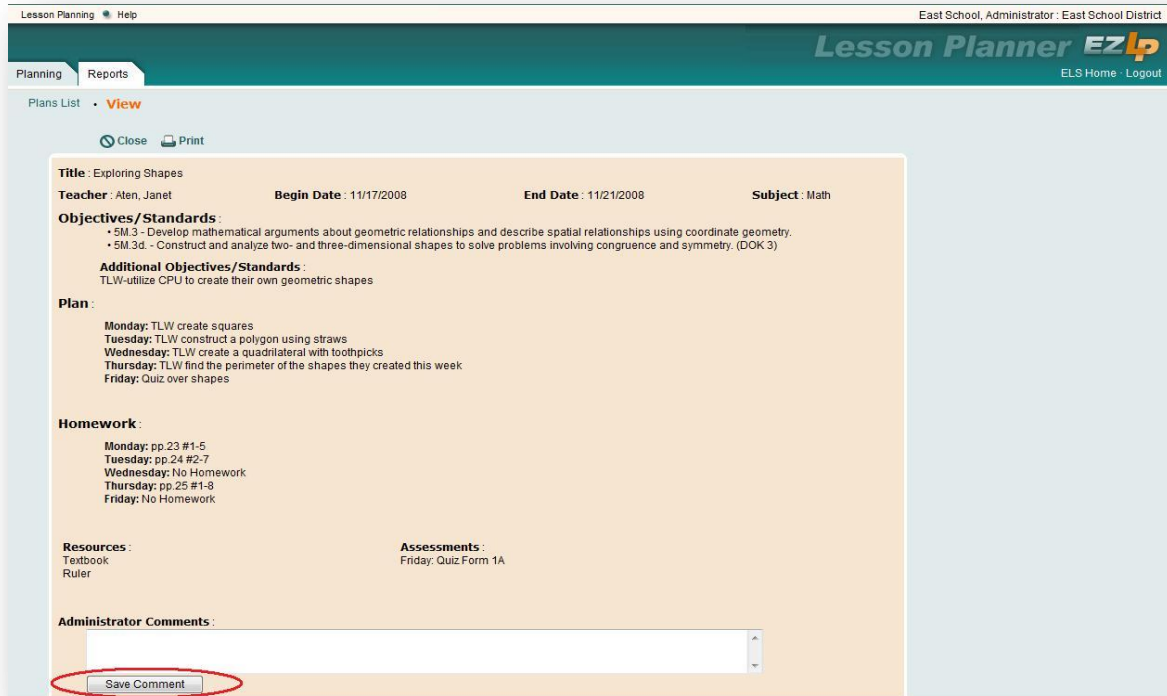 Lesson Planning Help East School, Administrator : East School District
Lesson Planner EZLP
Planning Reports ELS Home · Logout
Plans List • View
Close Print
Title : Exploring Shapes
Teacher : Aten, Janet Begin Date : 11/17/2008 End Date : 11/21/2008 Subject : Math
Objectives/Standards :
• 5M.3 - Develop mathematical arguments about geometric relationships and describe spatial relationships using coordinate geometry.
• 5M.3d. - Construct and analyze two- and three-dimensional shapes to solve problems involving congruence and symmetry. (DOK 3)
Additional Objectives/Standards :
TLW-utilize CPU to create their own geometric shapes
Plan :
Monday: TLW create squares
Tuesday: TLW construct a polygon using straws
Wednesday: TLW create a quadrilateral with toothpicks
Thursday: TLW find the perimeter of the shapes they created this week
Friday: Quiz over shapes
Homework :
Monday: pp.23 #1-5
Tuesday: pp.24 #2-7
Wednesday: No Homework
Thursday: pp.25 #1-8
Friday: No Homework
Resources : Assessments :
Textbook Friday: Quiz Form 1A
Ruler
Administrator Comments :
Save Comment